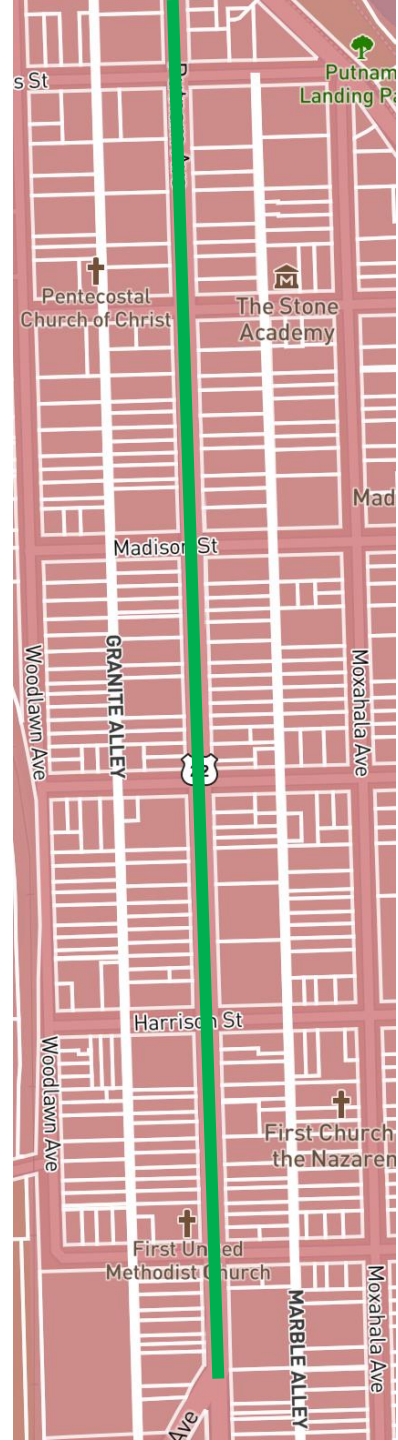 s St
Putnam
Landing Pa
Pentecostal
Church of Christ
The Stone
Academy
Mad
Madison St
GRANITE ALLEY
Woodlawn Ave
Moxahala Ave
Harrison St
Woodlawn Ave
First Church
the Nazaren
First United
Methodist Church
MARBLE ALLEY
Moxahala Ave
Ave